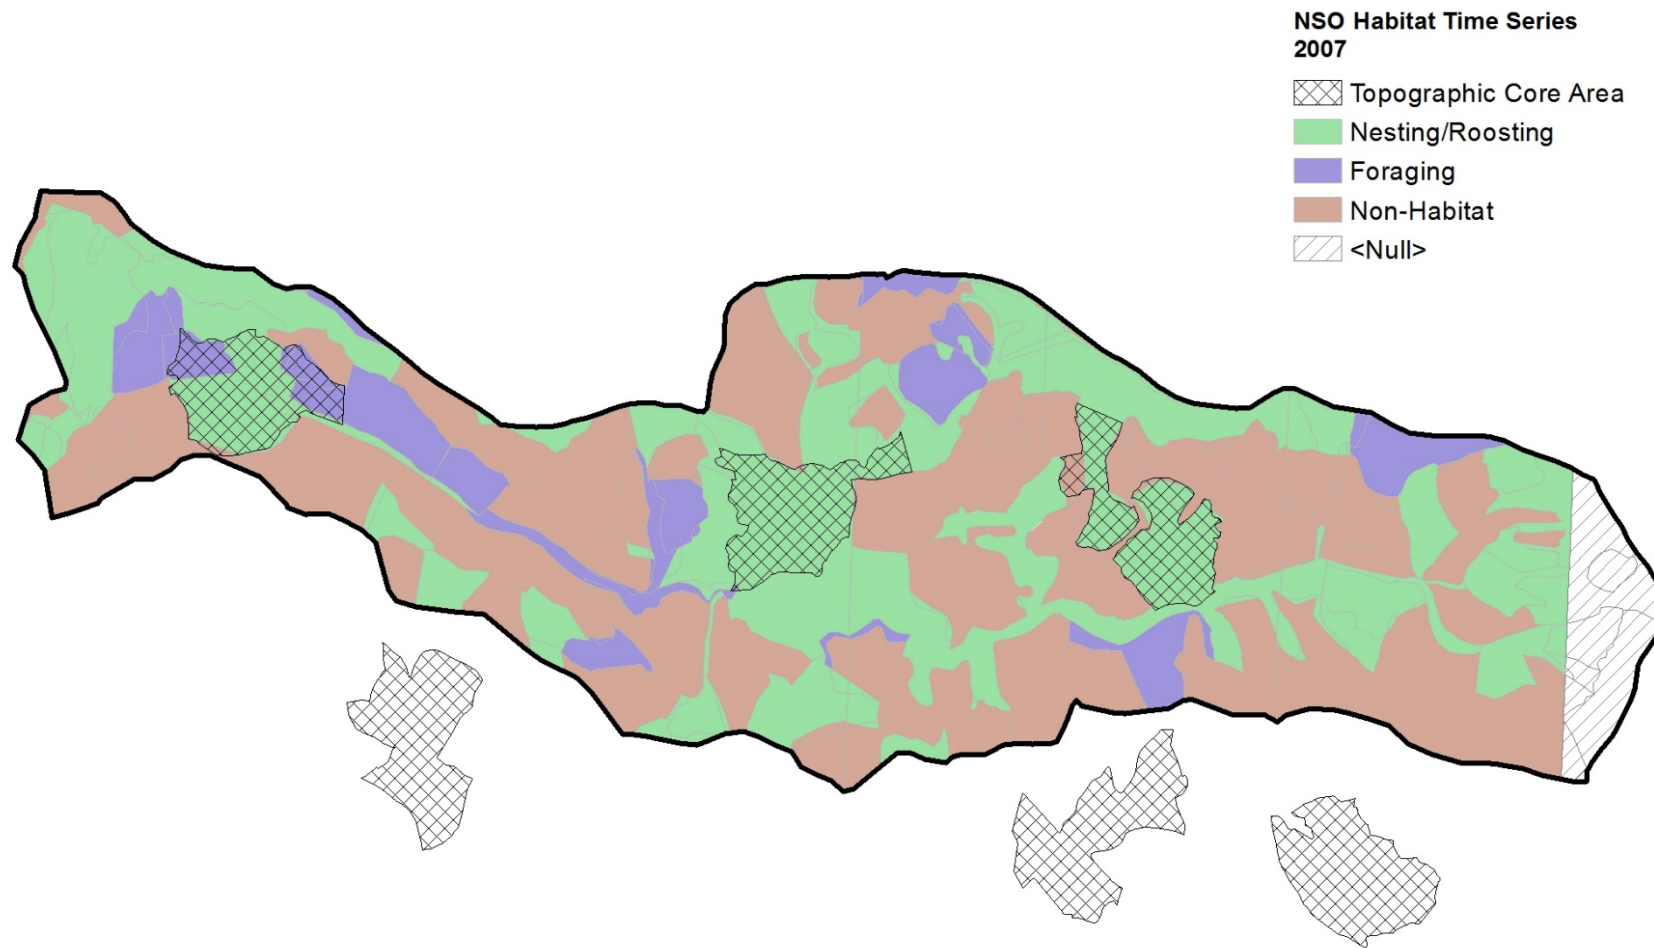 NSO Habitat Time Series
2007
Topographic Core Area
Nesting/Roosting
Foraging
Non-Habitat
<Null>